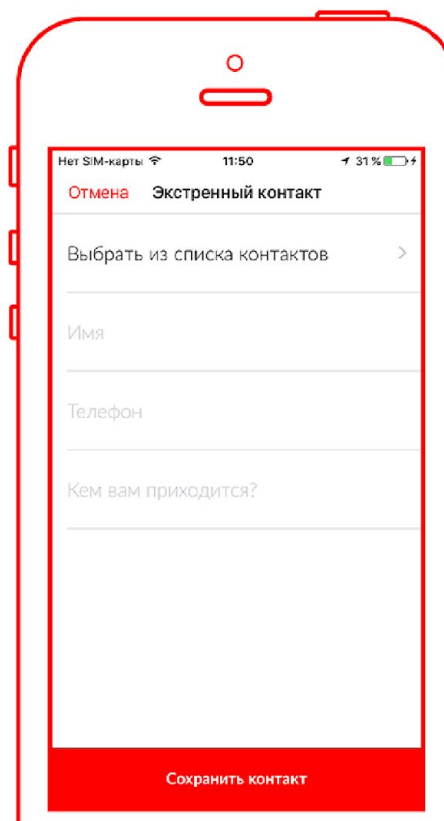 Нет SIM-карты 11:50 31 %
Отмена Экстренный контакт
Выбрать из списка контактов
Имя
Телефон
Кем вам приходится?
Сохранить контакт